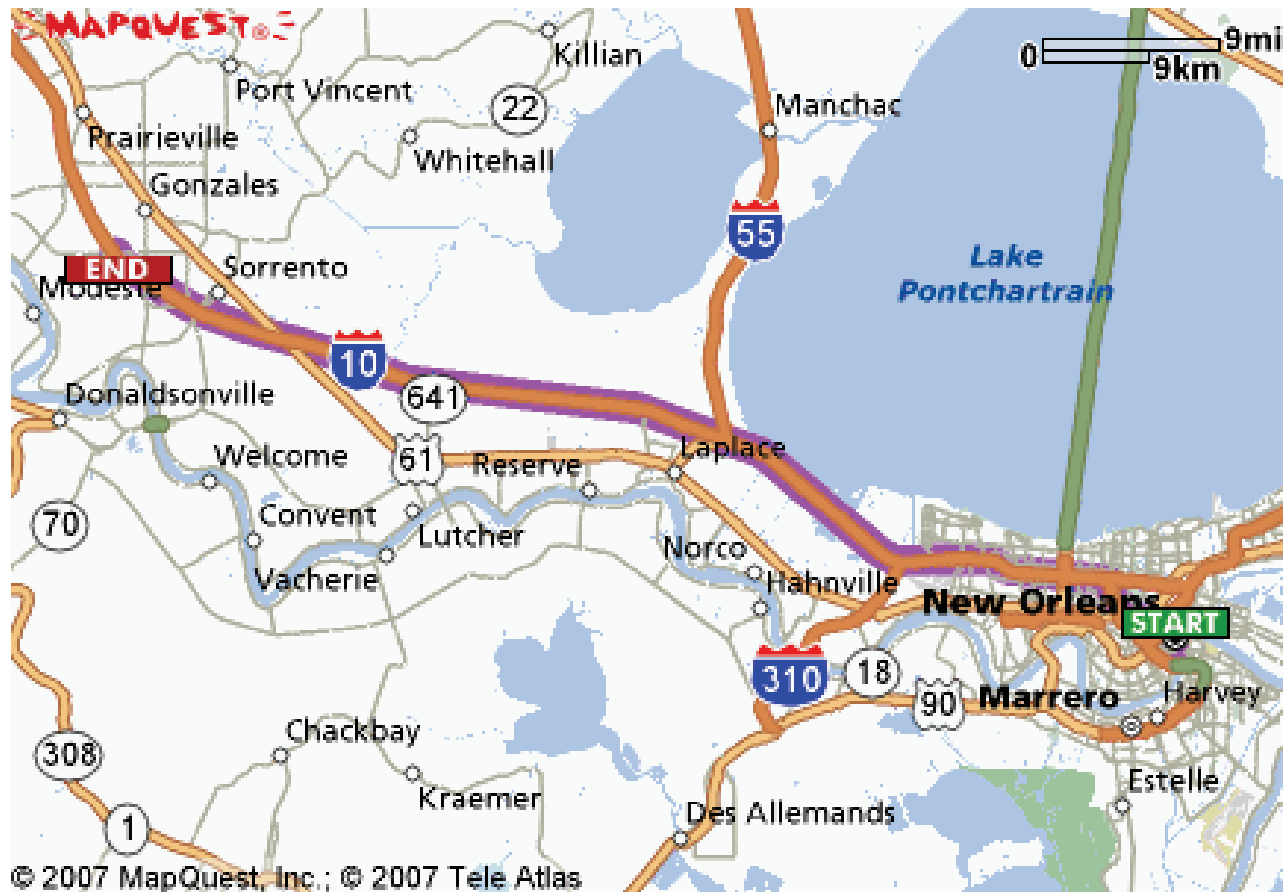 MAPQUEST®
Killian
0 9mi
9km
Port Vincent
22
Manchac
Prairieville
Whitehall
Gonzales
55
END
Sorrento
Lake
Pontchartrain
Modeste
10
641
Donaldsonville
61
Laplace
Reserve
Welcome
70
Convent
Lutcher
Norco
Vacherie
Hahnville
New Orleans
START
310
18
90
Marrero
Harvey
308
Chackbay
Kraemer
Estelle
1
Des Allemands
© 2007 MapQuest, Inc.; © 2007 Tele Atlas